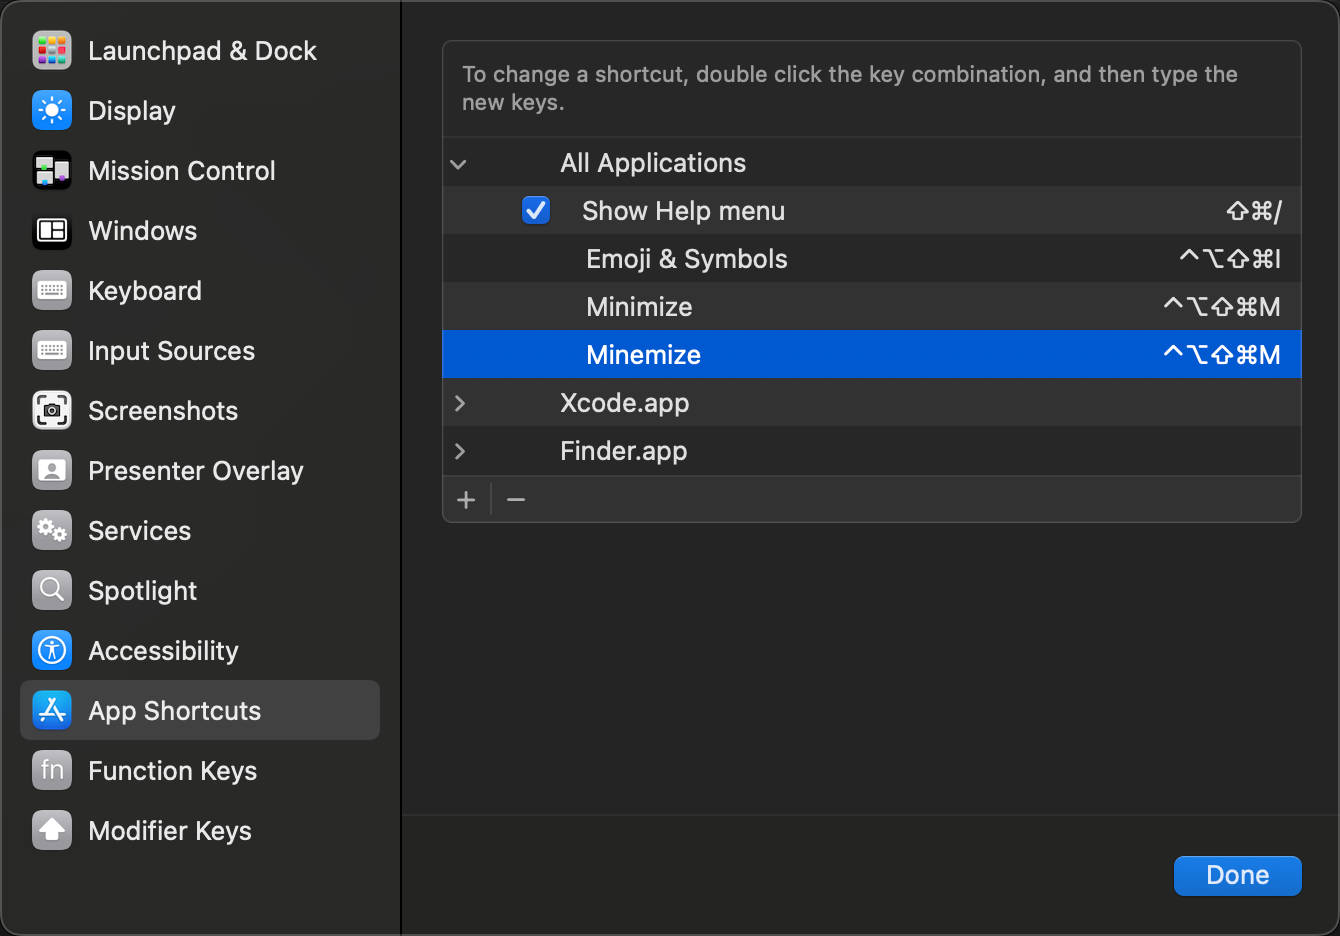 Launchpad & Dock
Display
Mission Control
Windows
Keyboard
Input Sources
Screenshots
Presenter Overlay
Services
Spotlight
Accessibility
App Shortcuts
fn Function Keys
Modifier Keys
To change a shortcut, double click the key combination, and then type the
new keys.
All Applications
Show Help menu ⇧⌘/
Emoji & Symbols ^⌥⇧⌘I
Minimize ^⌥⇧⌘M
Minemize ^⌥⇧⌘M
Xcode.app
Finder.app
+ −
Done